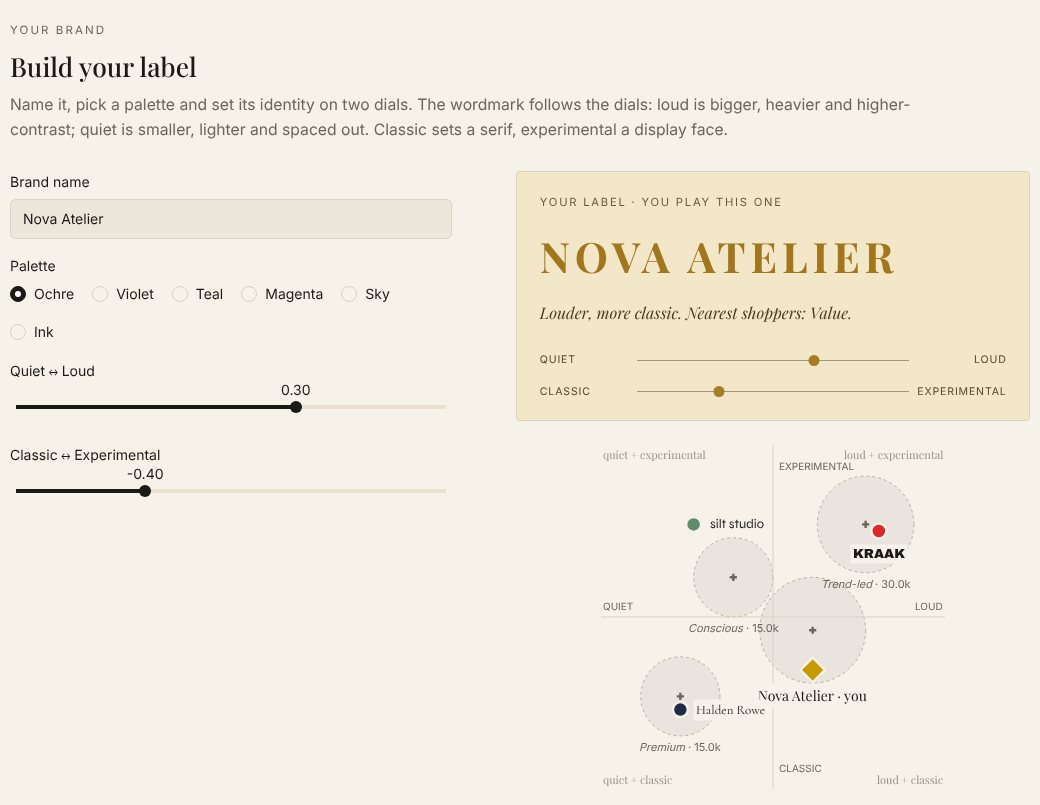 YOUR BRAND
Build your label
Name it, pick a palette and set its identity on two dials. The wordmark follows the dials: loud is bigger, heavier and higher-
contrast; quiet is smaller, lighter and spaced out. Classic sets a serif, experimental a display face.
Brand name
Nova Atelier
Palette
Ochre Violet Teal Magenta Sky
Ink
Quiet ↔ Loud
0.30
Classic ↔ Experimental
-0.40
YOUR LABEL · YOU PLAY THIS ONE
NOVA ATELIER
Louder, more classic. Nearest shoppers: Value.
QUIET LOUD
CLASSIC EXPERIMENTAL
quiet + experimental loud + experimental
EXPERIMENTAL
silt studio
KRAAK
Trend-led · 30.0k
QUIET LOUD
Conscious · 15.0k
Nova Atelier · you
Halden Rowe
Premium · 15.0k
CLASSIC
quiet + classic loud + classic